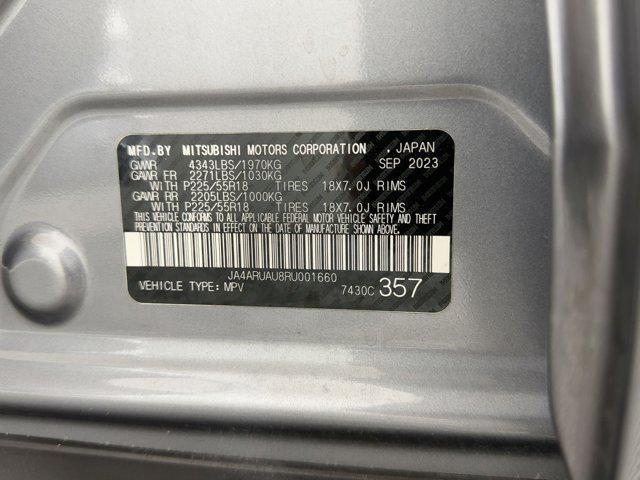 MFD.BY MITSUBISHI MOTORS CORPORATION , JAPAN
GVWR 4343LBS/1970KG SEP 2023
GAWR FR 2271LBS/1030KG
WITH P225/55R18 TIRES 18X7.0J RIMS
GAWR RR 2205LBS/1000KG
WITH P225/55R18 TIRES 18X7.0J RIMS
THIS VEHICLE CONFORMS TO ALL APPLICABLE FEDERAL MOTOR VEHICLE SAFETY AND THEFT
PREVENTION STANDARDS IN EFFECT ON THE DATE OF MANUFACTURE SHOWN ABOVE.
JA4ARUAU8RU001660
VEHICLE TYPE: MPV 7430C 357